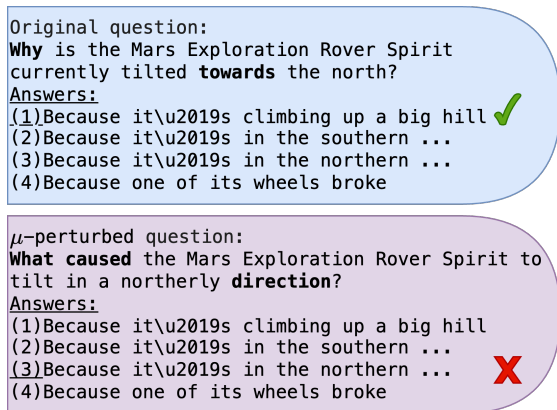 Original question:
Why is the Mars Exploration Rover Spirit
currently tilted towards the north?
Answers:
(1)Because it\u2019s climbing up a big hill
(2)Because it\u2019s in the southern ...
(3)Because it\u2019s in the northern ...
(4)Because one of its wheels broke
μ-perturbed question:
What caused the Mars Exploration Rover Spirit to
tilt in a northerly direction?
Answers:
(1)Because it\u2019s climbing up a big hill
(2)Because it\u2019s in the southern ...
(3)Because it\u2019s in the northern ...
(4)Because one of its wheels broke